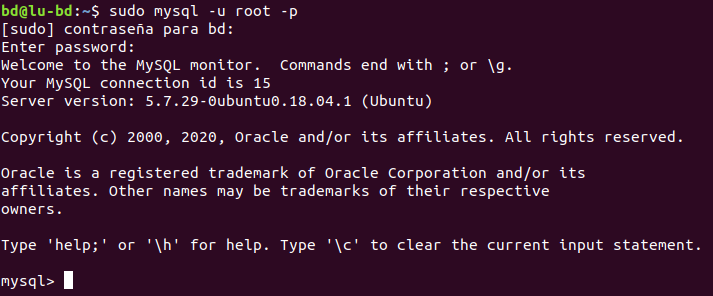 bd@lu-bd:~$ sudo mysql -u root -p
[sudo] contraseña para bd:
Enter password:
Welcome to the MySQL monitor.  Commands end with ; or \g.
Your MySQL connection id is 15
Server version: 5.7.29-0ubuntu0.18.04.1 (Ubuntu)

Copyright (c) 2000, 2020, Oracle and/or its affiliates. All rights reserved.

Oracle is a registered trademark of Oracle Corporation and/or its
affiliates. Other names may be trademarks of their respective
owners.

Type 'help;' or '\h' for help. Type '\c' to clear the current input statement.

mysql>